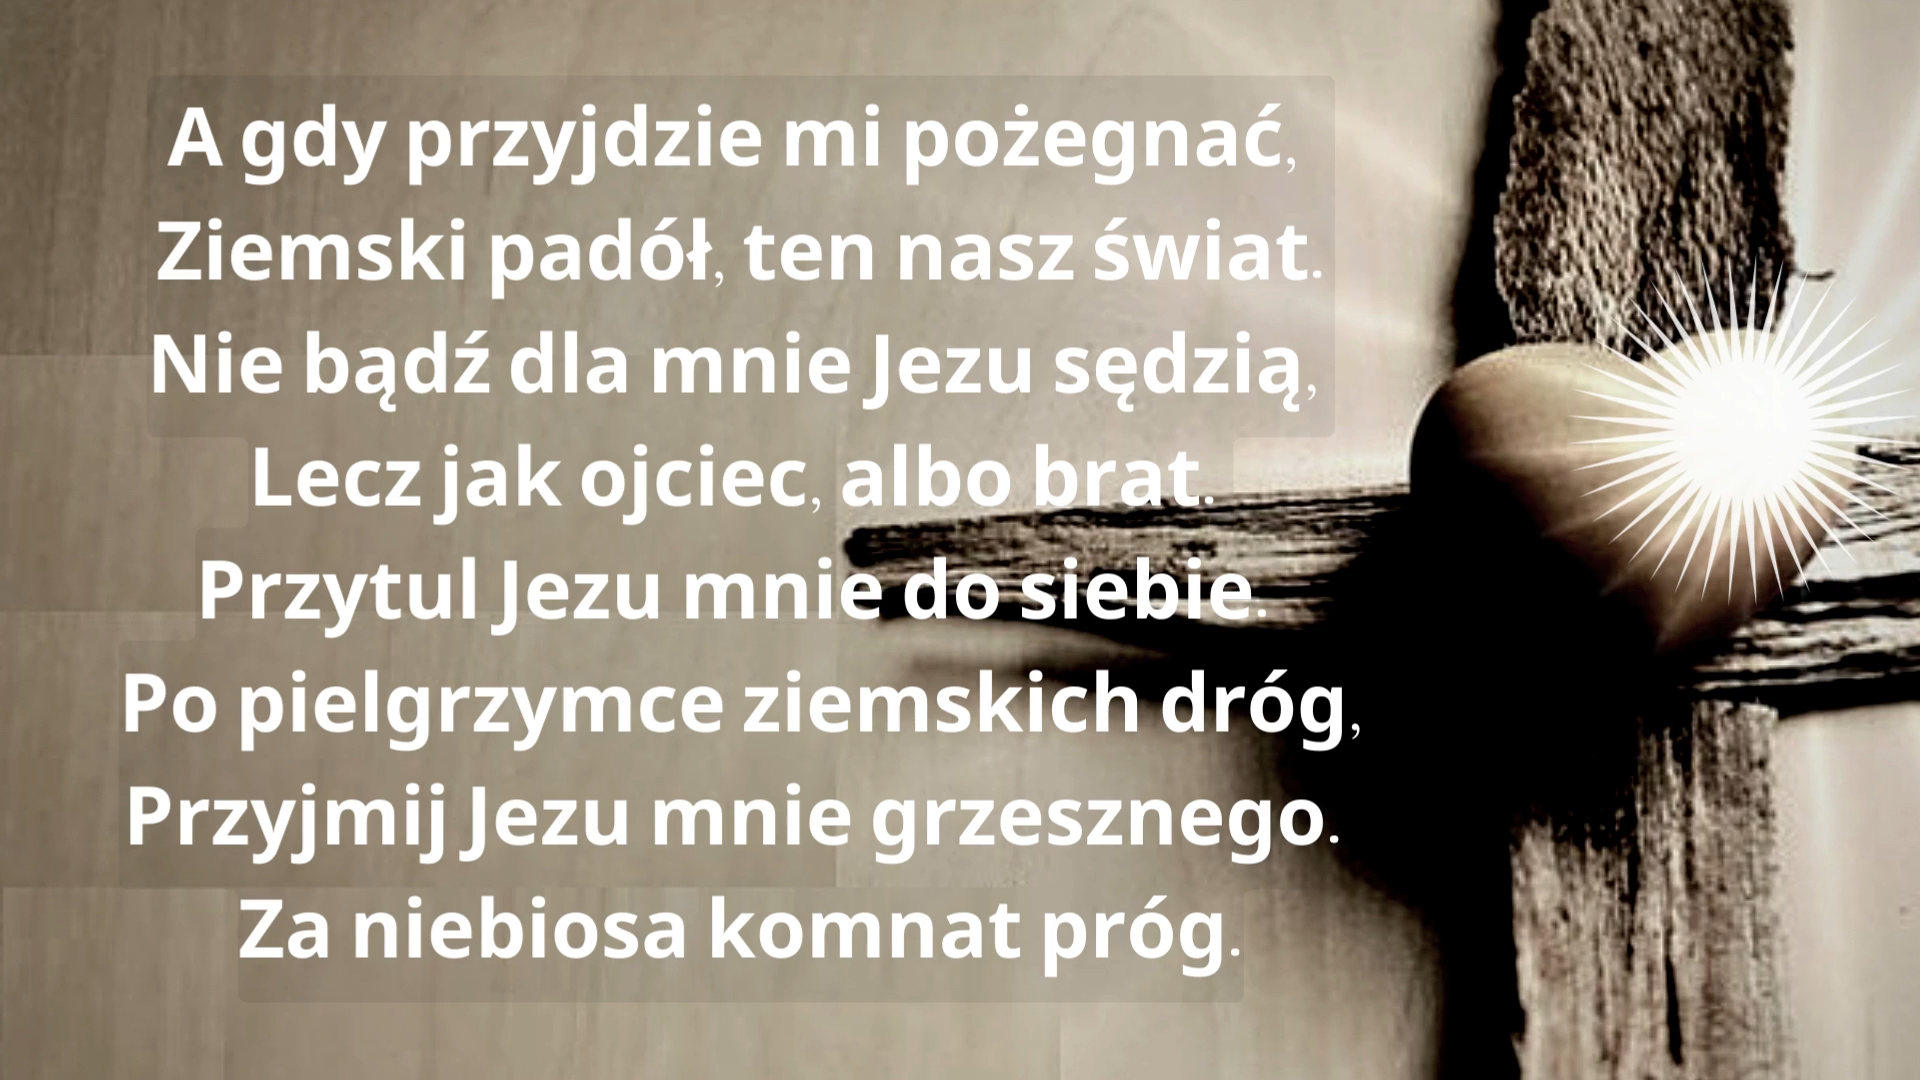 A gdy przyjdzie mi pożegnać,
Ziemski padół, ten nasz świat.
Nie bądź dla mnie Jezu sędzią,
Lecz jak ojciec, albo brat.
Przytul Jezu mnie do siebie.
Po pielgrzymce ziemskich dróg,
Przyjmij Jezu mnie grzesznego.
Za niebiosa komnat próg.